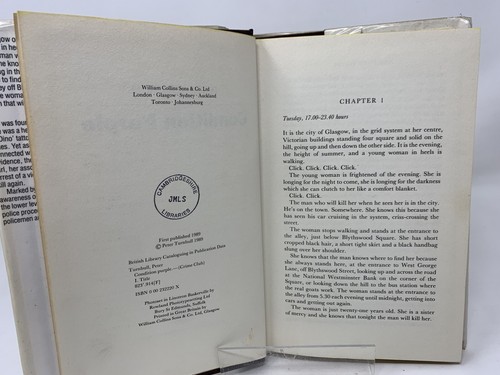 William Collins Sons & Co. Ltd
London · Glasgow · Sydney · Auckland
Toronto · Johannesburg
CAMBRIDGESHIRE
JMLS
LIBRARIES
First published 1989
© Peter Turnbull 1989
British Library Cataloguing in Publication Data
Turnbull, Peter
Condition purple.—(Crime Club)
I. Title
823'.914[F]
ISBN 0 00
Phototset in Linotron Baskerville by
Rowland Phototypesetting Ltd
Bury St Edmunds, Suffolk
Printed in Great Britain by
William Collins Sons & Co. Ltd, Glasgow
CHAPTER 1
Tuesday, 17.00-23.40 hours
It is the city of Glasgow, in the grid system at her centre,
Victorian buildings standing four square and solid on the
hill, going up then down the other side. It is the evening,
the height of summer, and a young woman in heels is
walking.
Click. Click. Click. Click.
The young woman is frightened of the evening. She is
longing for the night to come, she is longing for the darkness
which she can clutch to her like a comfort blanket.
Click.
The man who will kill her when he sees her is in the city.
He's on the town. Somewhere. She knows this because she
has seen his car cruising in the system, criss-crossing the
street.
The woman stops walking and stands at the entrance to
the alley, just below Blythswood Square. She has short
cropped black hair, a short tight skirt and a black handbag
slung over her shoulder.
She knows that the man knows where to find her because
she always stands here, at the entrance to West George
Lane, off Blythswood Street, looking up and across the road
at the National Westminster Bank on the corner of the
Square, or looking down the hill to the bus station where
the real goats work. The woman stands at the entrance to
the alley from 5.30 each evening until midnight, getting into
cars and getting out again.
The woman is just twenty-one years old. She is a sister
of mercy and she knows that tonight the man will kill her.